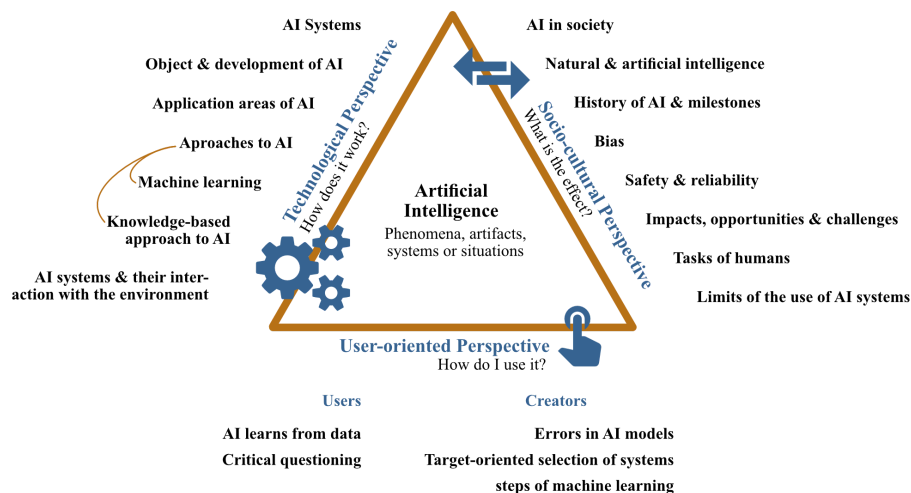 AI Systems
Object & development of AI
Application areas of AI
Aproaches to AI
Machine learning
Knowledge-based
approach to AI
AI systems & their inter-
action with the environment
Technological Perspective
How does it work?
Artificial
Intelligence
Phenomena, artifacts,
systems or situations
Socio-cultural Perspective
What is the effect?
AI in society
Natural & artificial intelligence
History of AI & milestones
Bias
Safety & reliability
Impacts, opportunities & challenges
Tasks of humans
Limits of the use of AI systems
User-oriented Perspective
How do I use it?
Users
AI learns from data
Critical questioning
Creators
Errors in AI models
Target-oriented selection of systems
steps of machine learning